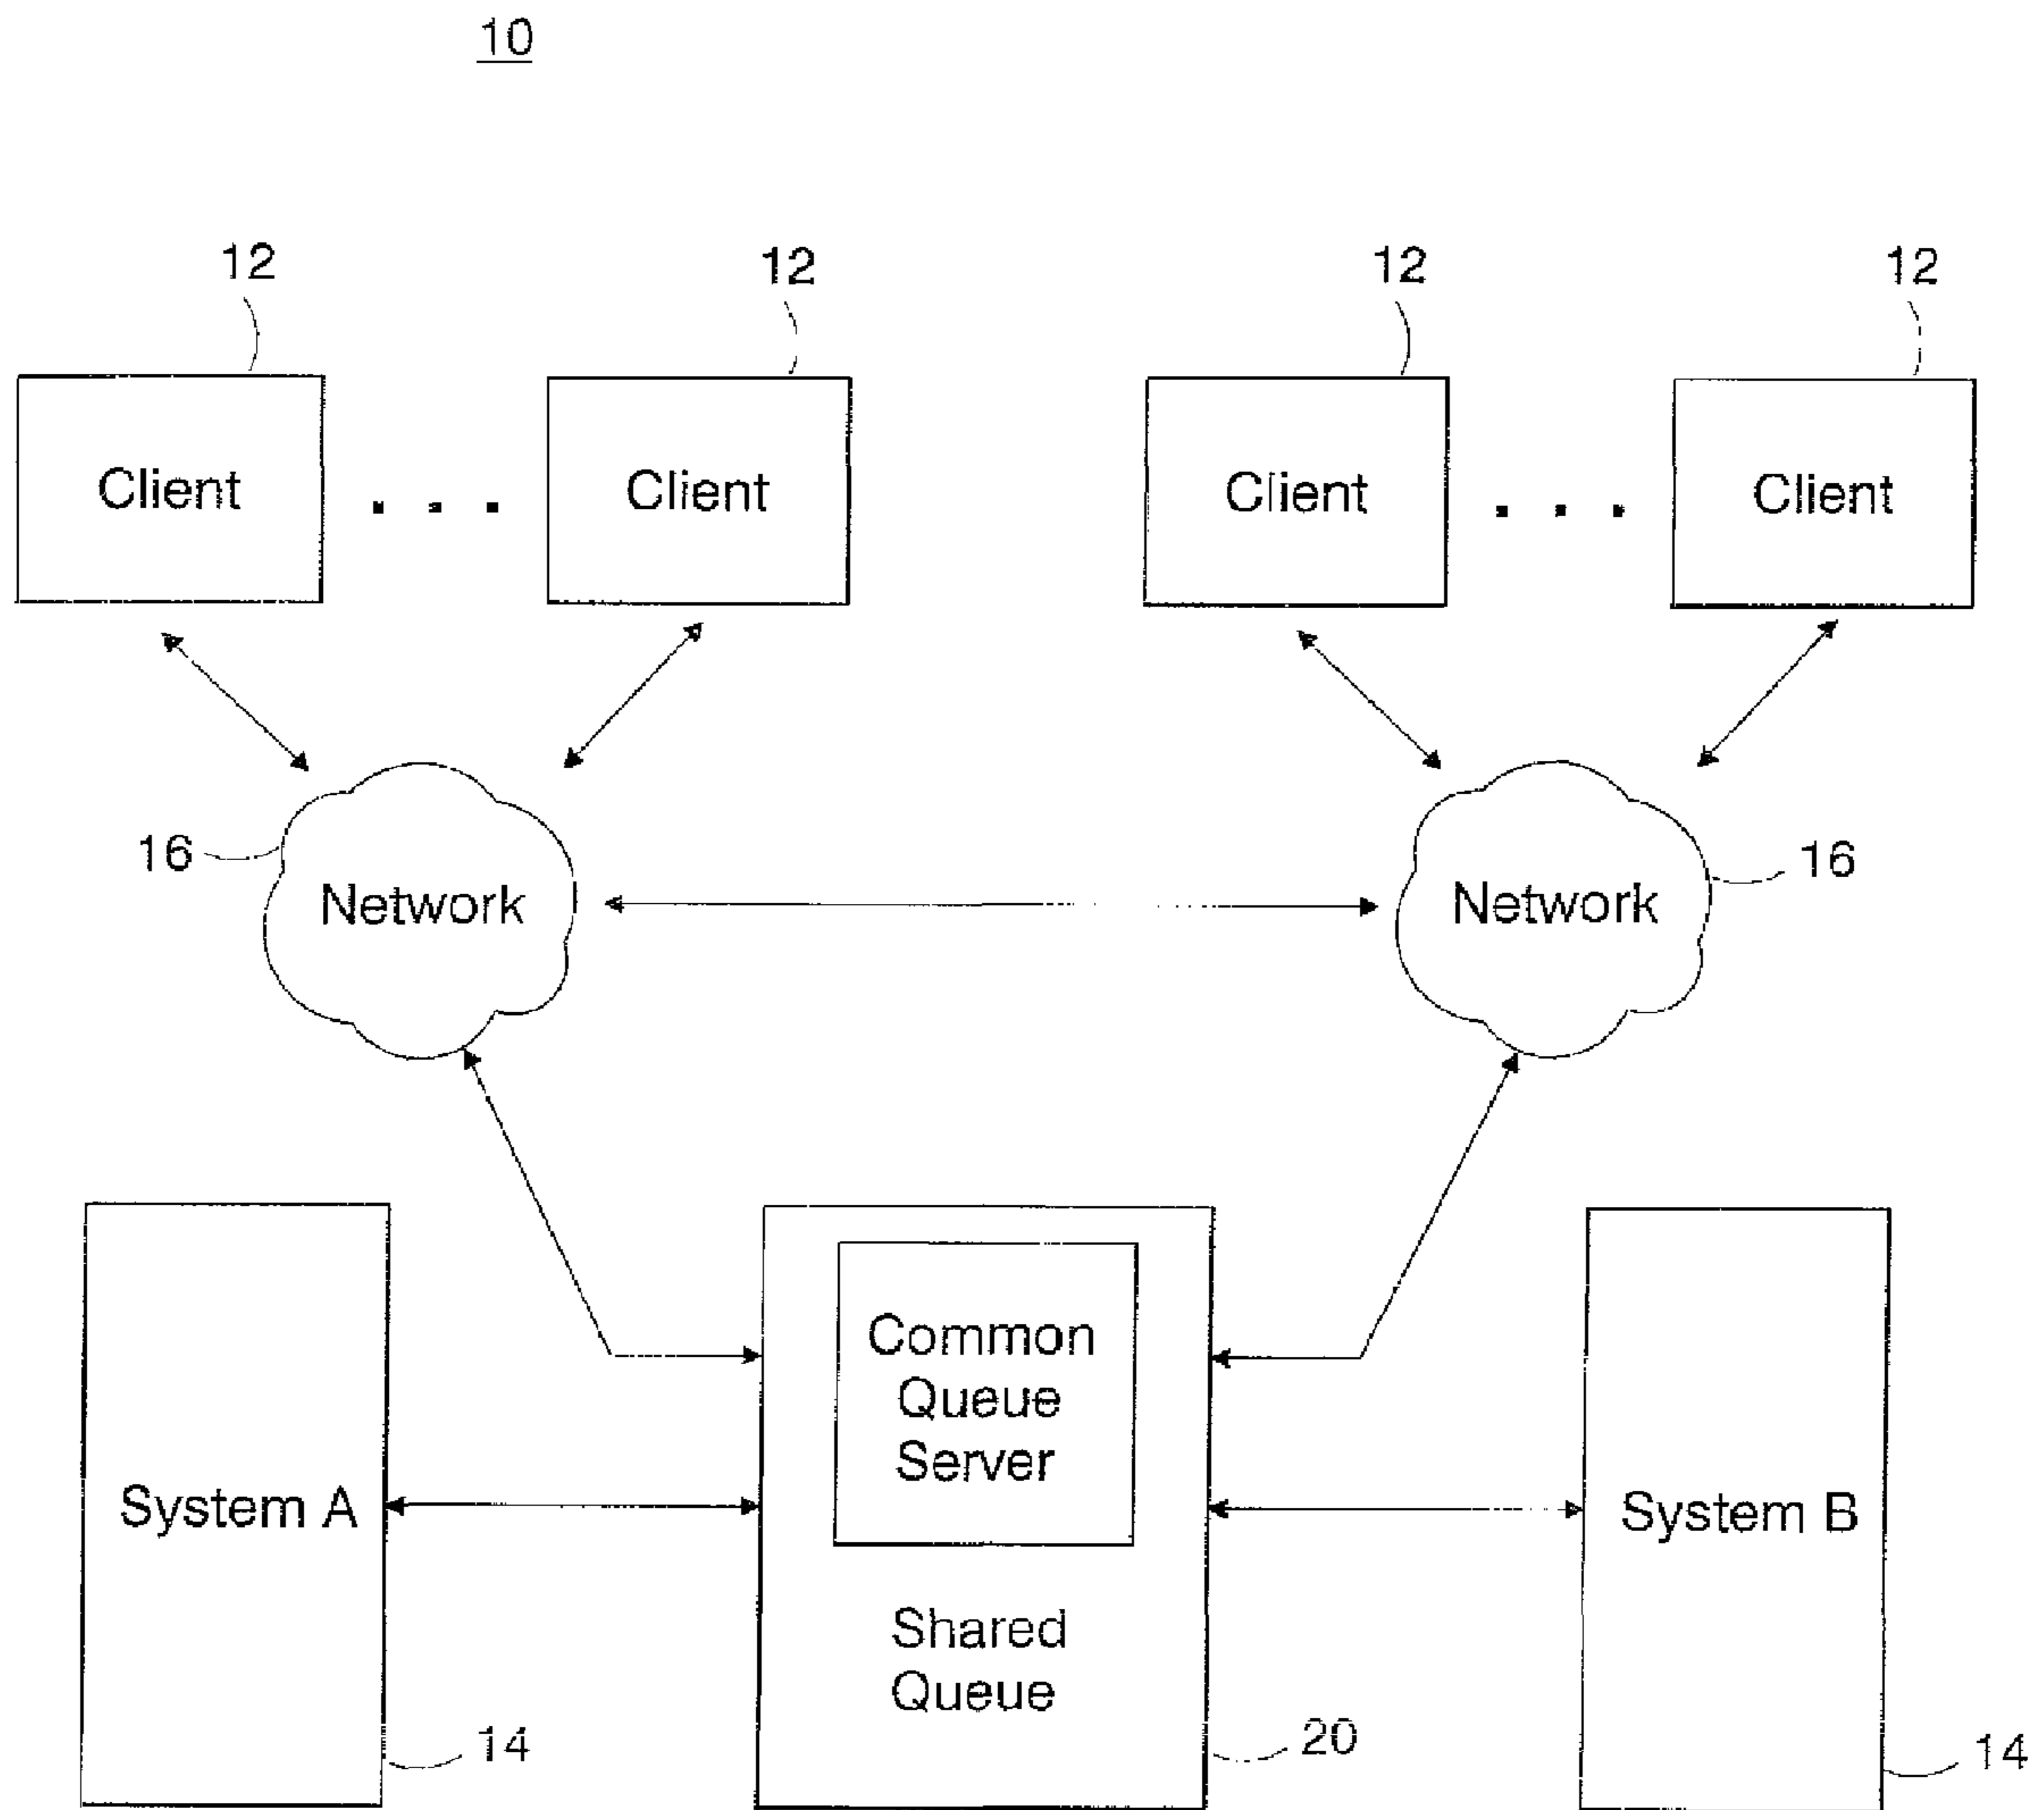 10
12
12
12
12
Client
. . .
Client
Client
. . .
Client
16
Network
Network
16
Common
Queue
Server
System A
System B
Shared
Queue
14
20
14